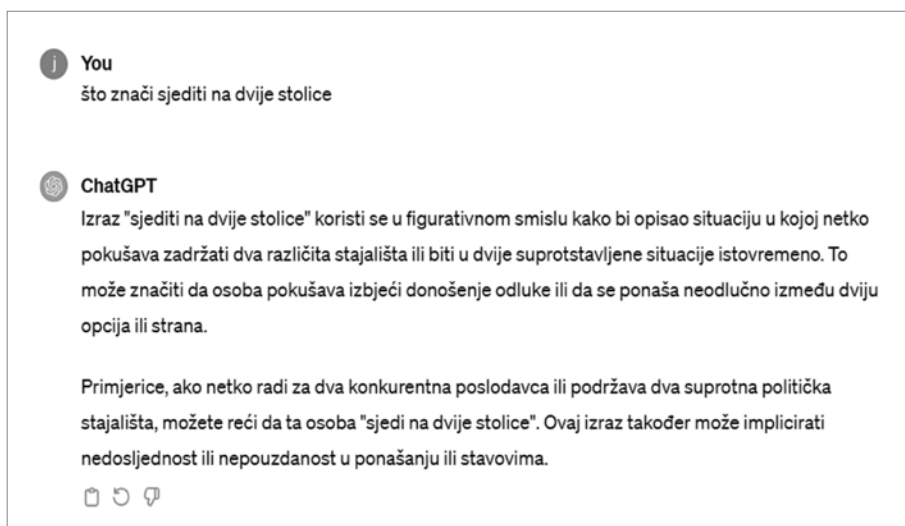 j
You
što znači sjediti na dvije stolice
ChatGPT
Izraz "sjediti na dvije stolice" koristi se u figurativnom smislu kako bi opisao situaciju u kojoj netko
pokušava zadržati dva različita stajališta ili biti u dvije suprotstavljene situacije istovremeno. To
može značiti da osoba pokušava izbjeći donošenje odluke ili da se ponaša neodlučno između dviju
opcija ili strana.
Primjerice, ako netko radi za dva konkurentna poslodavca ili podržava dva suprotna politička
stajališta, možete reći da ta osoba "sjedi na dvije stolice". Ovaj izraz također može implicirati
nedosljednost ili nepouzdanost u ponašanju ili stavovima.